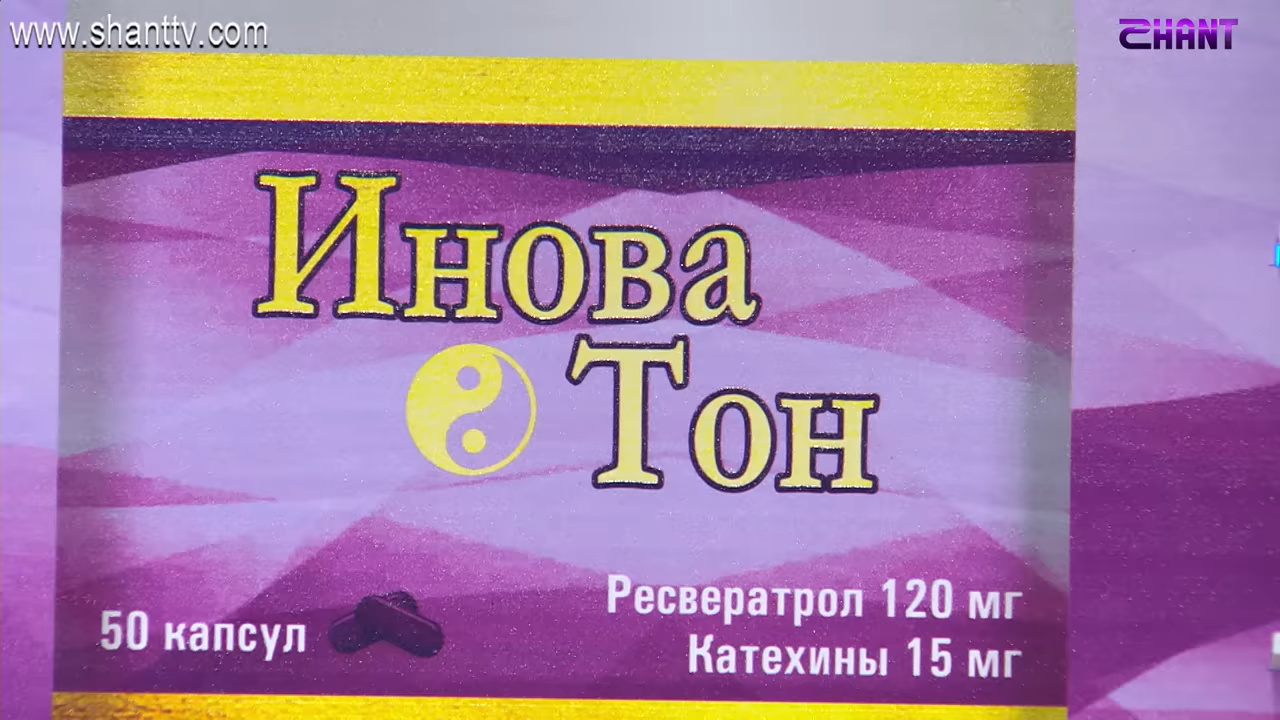 www.shanttv.com
SHANT
Инова
Тон
50 капсул
Ресвератрол 120 мг
Катехины 15 мг